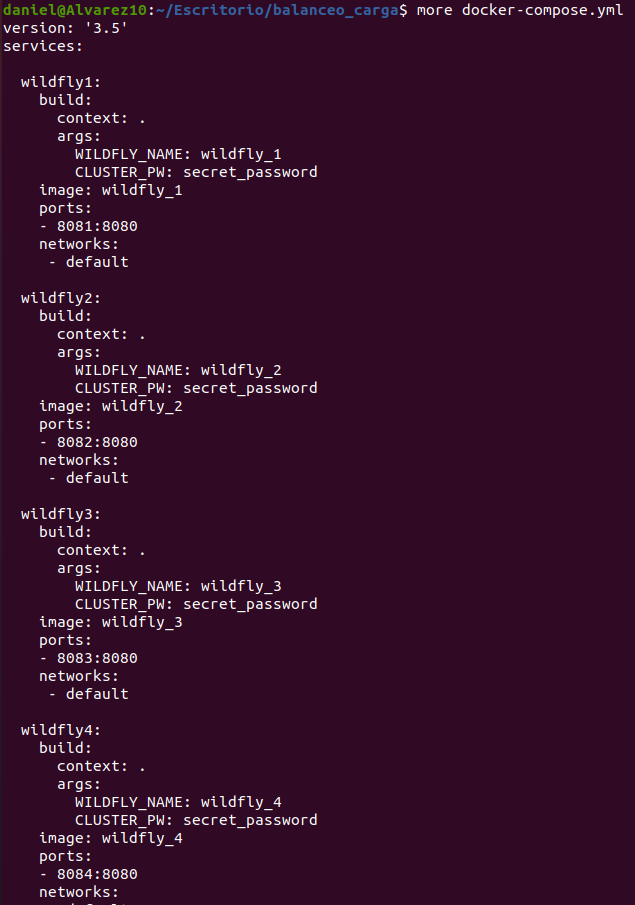 daniel@Alvarez10:~/Escritorio/balanceo_carga$ more docker-compose.yml
version: '3.5'
services:

  wildfly1:
    build:
      context: .
      args:
        WILDFLY_NAME: wildfly_1
        CLUSTER_PW: secret_password
    image: wildfly_1
    ports:
    - 8081:8080
    networks:
     - default

  wildfly2:
    build:
      context: .
      args:
        WILDFLY_NAME: wildfly_2
        CLUSTER_PW: secret_password
    image: wildfly_2
    ports:
    - 8082:8080
    networks:
     - default

  wildfly3:
    build:
      context: .
      args:
        WILDFLY_NAME: wildfly_3
        CLUSTER_PW: secret_password
    image: wildfly_3
    ports:
    - 8083:8080
    networks:
     - default

  wildfly4:
    build:
      context: .
      args:
        WILDFLY_NAME: wildfly_4
        CLUSTER_PW: secret_password
    image: wildfly_4
    ports:
    - 8084:8080
    networks: